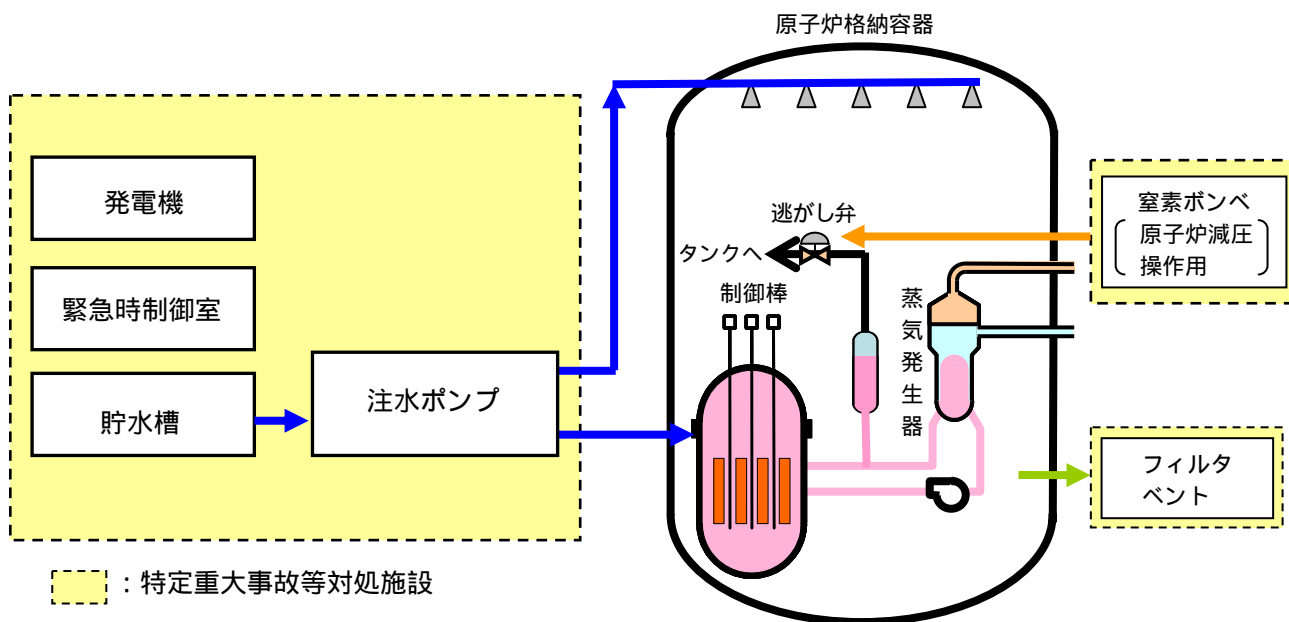 原子炉格納容器
発電機
緊急時制御室
貯水槽
注水ポンプ
逃がし弁
タンクへ
制御棒
蒸気発生器
窒素ボンベ
原子炉減圧
操作用
フィルタ
ベント
：特定重大事故等対処施設